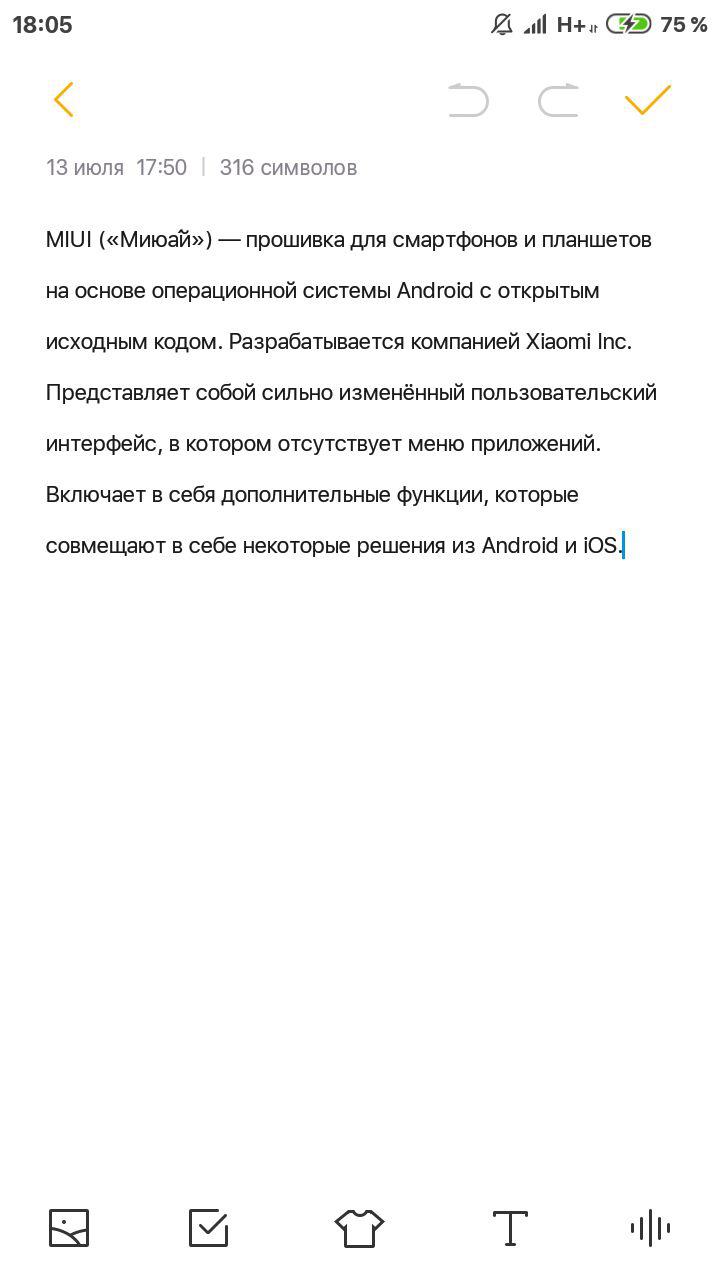 18:05 H+ 75 %
13 июля 17:50 | 316 символов
MIUI («Миюа́й») — прошивка для смартфонов и планшетов
на основе операционной системы Android с открытым
исходным кодом. Разрабатывается компанией Xiaomi Inc.
Представляет собой сильно изменённый пользовательский
интерфейс, в котором отсутствует меню приложений.
Включает в себя дополнительные функции, которые
совмещают в себе некоторые решения из Android и iOS.